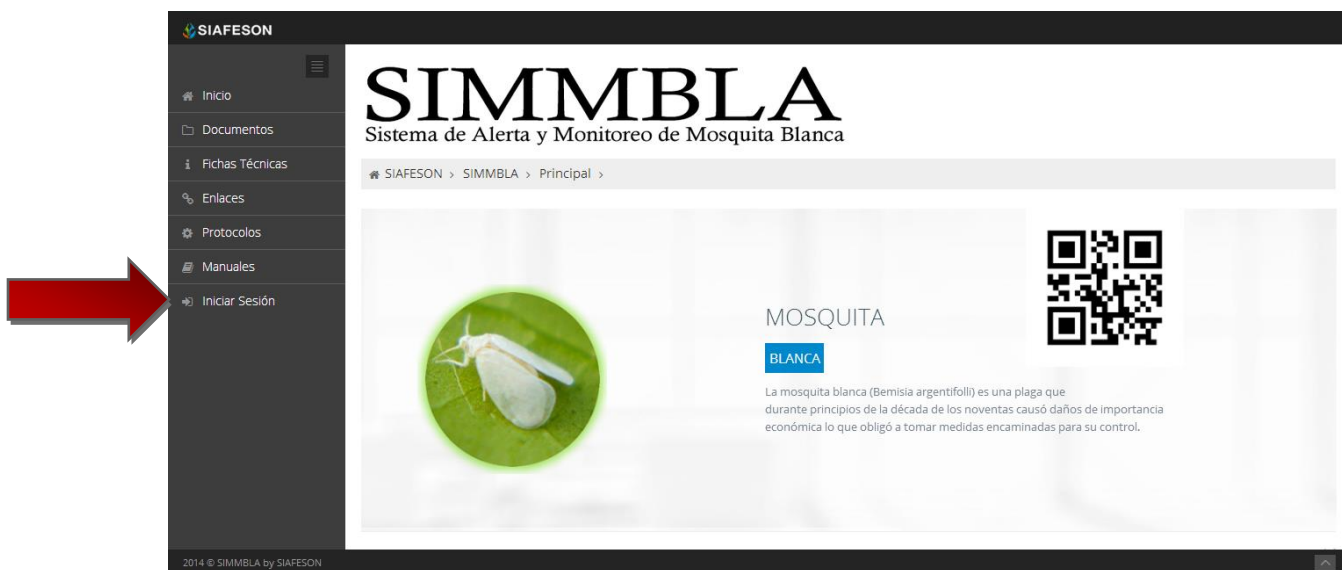 SIAFESON
Inicio
Documentos
Fichas Técnicas
Enlaces
Protocolos
Manuales
Iniciar Sesión
SIMMBLA
Sistema de Alerta y Monitoreo de Mosquita Blanca
SIAFESON > SIMMBLA > Principal >
MOSQUITA
BLANCA
La mosquita blanca (Bemisia argentifolli) es una plaga que
durante principios de la década de los noventas causó daños de importancia
económica lo que obligó a tomar medidas encaminadas para su control.
2014 © SIMMBLA by SIAFESON